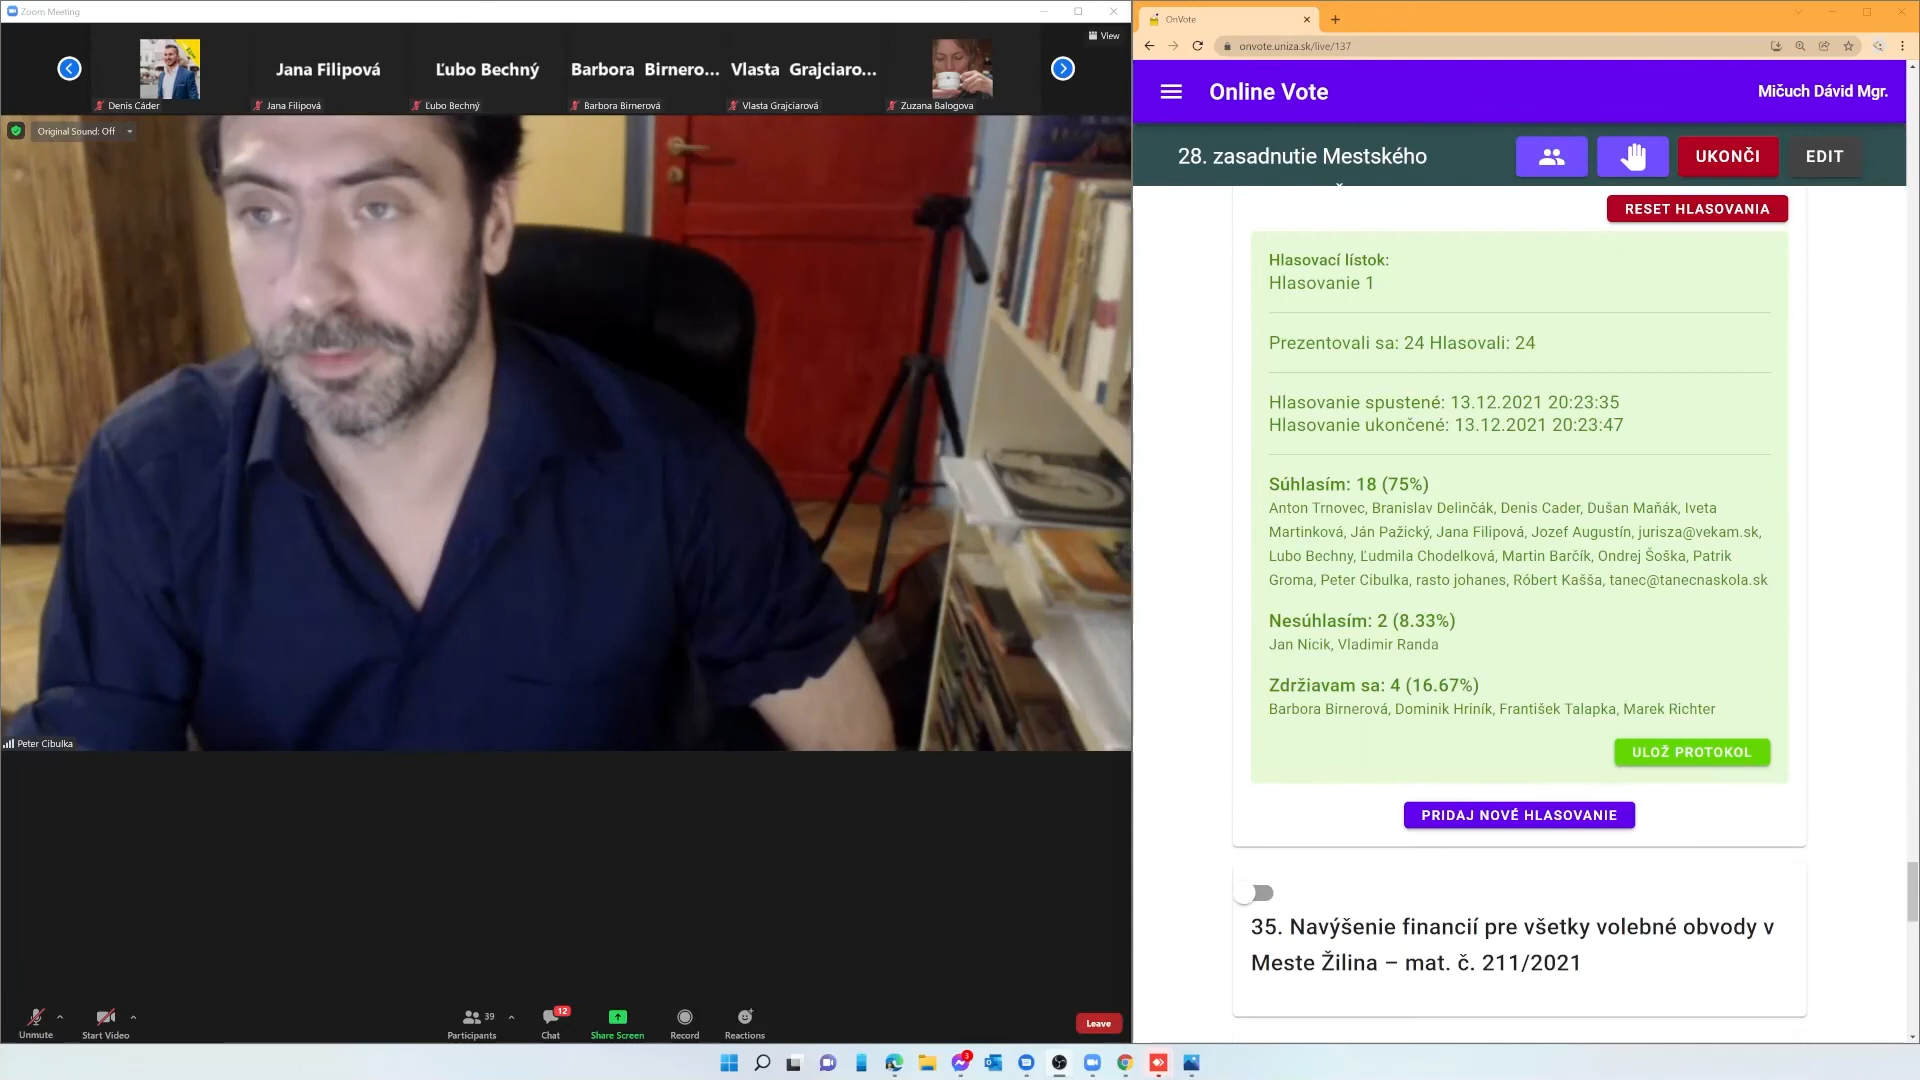 Zoom Meeting
View
Jana Filipová
Ľubo Bechný
Barbora Birnero...
Vlasta Grajciaro...
Denis Cáder
Jana Filipová
Ľubo Bechný
Barbora Birnerová
Vlasta Grajciarová
Zuzana Balogova
Original Sound: Off
Peter Cibulka
Unmute
Start Video
39
Participants
12
Chat
Share Screen
Record
Reactions
Leave
OnVote
onvote.uniza.sk/live/137
Online Vote
Mičuch Dávid Mgr.
28. zasadnutie Mestského
UKONČI
EDIT
RESET HLASOVANIA
Hlasovací lístok:
Hlasovanie 1
Prezentovali sa: 24 Hlasovali: 24
Hlasovanie spustené: 13.12.2021 20:23:35
Hlasovanie ukončené: 13.12.2021 20:23:47
Súhlasím: 18 (75%)
Anton Trnovec, Branislav Delinčák, Denis Cader, Dušan Maňák, Iveta
Martinková, Ján Pažický, Jana Filipová, Jozef Augustín, jurisza@vekam.sk,
Lubo Bechny, Ľudmila Chodelková, Martin Barčík, Ondrej Šoška, Patrik
Groma, Peter Cibulka, rasto johanes, Róbert Kašša, tanec@tanecnaskola.sk
Nesúhlasím: 2 (8.33%)
Jan Nicik, Vladimir Randa
Zdržiavam sa: 4 (16.67%)
Barbora Birnerová, Dominik Hriník, František Talapka, Marek Richter
ULOŽ PROTOKOL
PRIDAJ NOVÉ HLASOVANIE
35. Navýšenie financií pre všetky volebné obvody v
Meste Žilina – mat. č. 211/2021
3